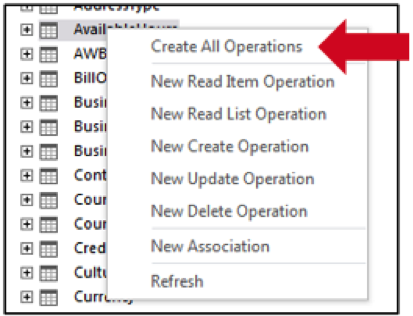 AddressType
Create All Operations
New Read Item Operation
New Read List Operation
New Create Operation
New Update Operation
New Delete Operation
New Association
Refresh
AWB
BillO
Busi
Busi
Busi
Cont
Cour
Cour
Cred
Cultu
Currency